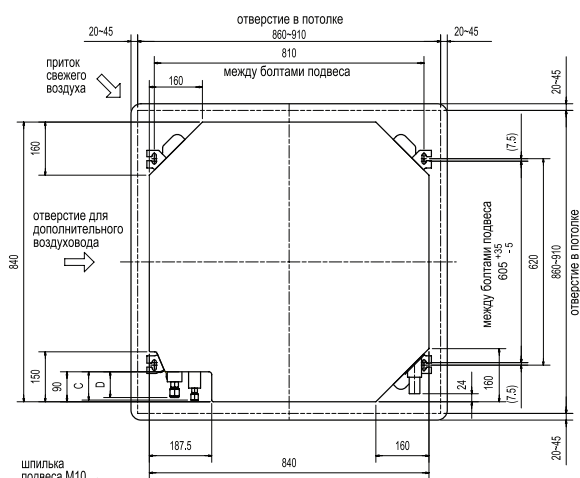 отверстие в потолке
20~45
860~910
20~45
810
приток
свежего
воздуха
между болтами подвеса
160
20~45
160
(7.5)
отверстие для
дополнительного
воздуховода
840
между болтами подвеса
605 +35 - 5
620
860~910
отверстие в потолке
150
90
C
D
24
160
(7.5)
187.5
160
20~45
840
шпилька
подвеса М10